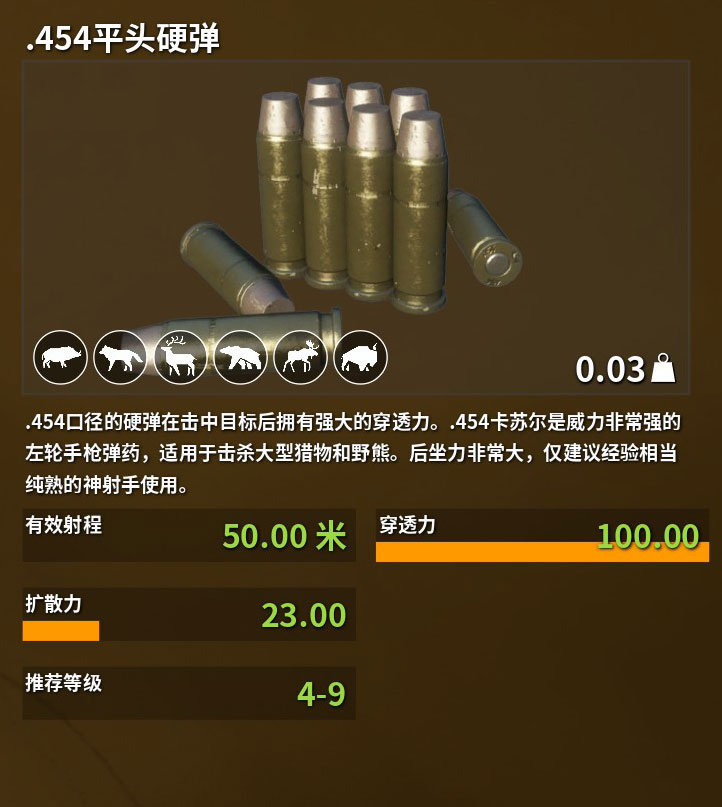 .454平头硬弹
0.03
.454口径的硬弹在击中目标后拥有强大的穿透力。.454卡苏尔是威力非常强的
左轮手枪弹药，适用于击杀大型猎物和野熊。后坐力非常大，仅建议经验相当
纯熟的神射手使用。
有效射程 50.00 米
穿透力 100.00
扩散力 23.00
推荐等级 4-9